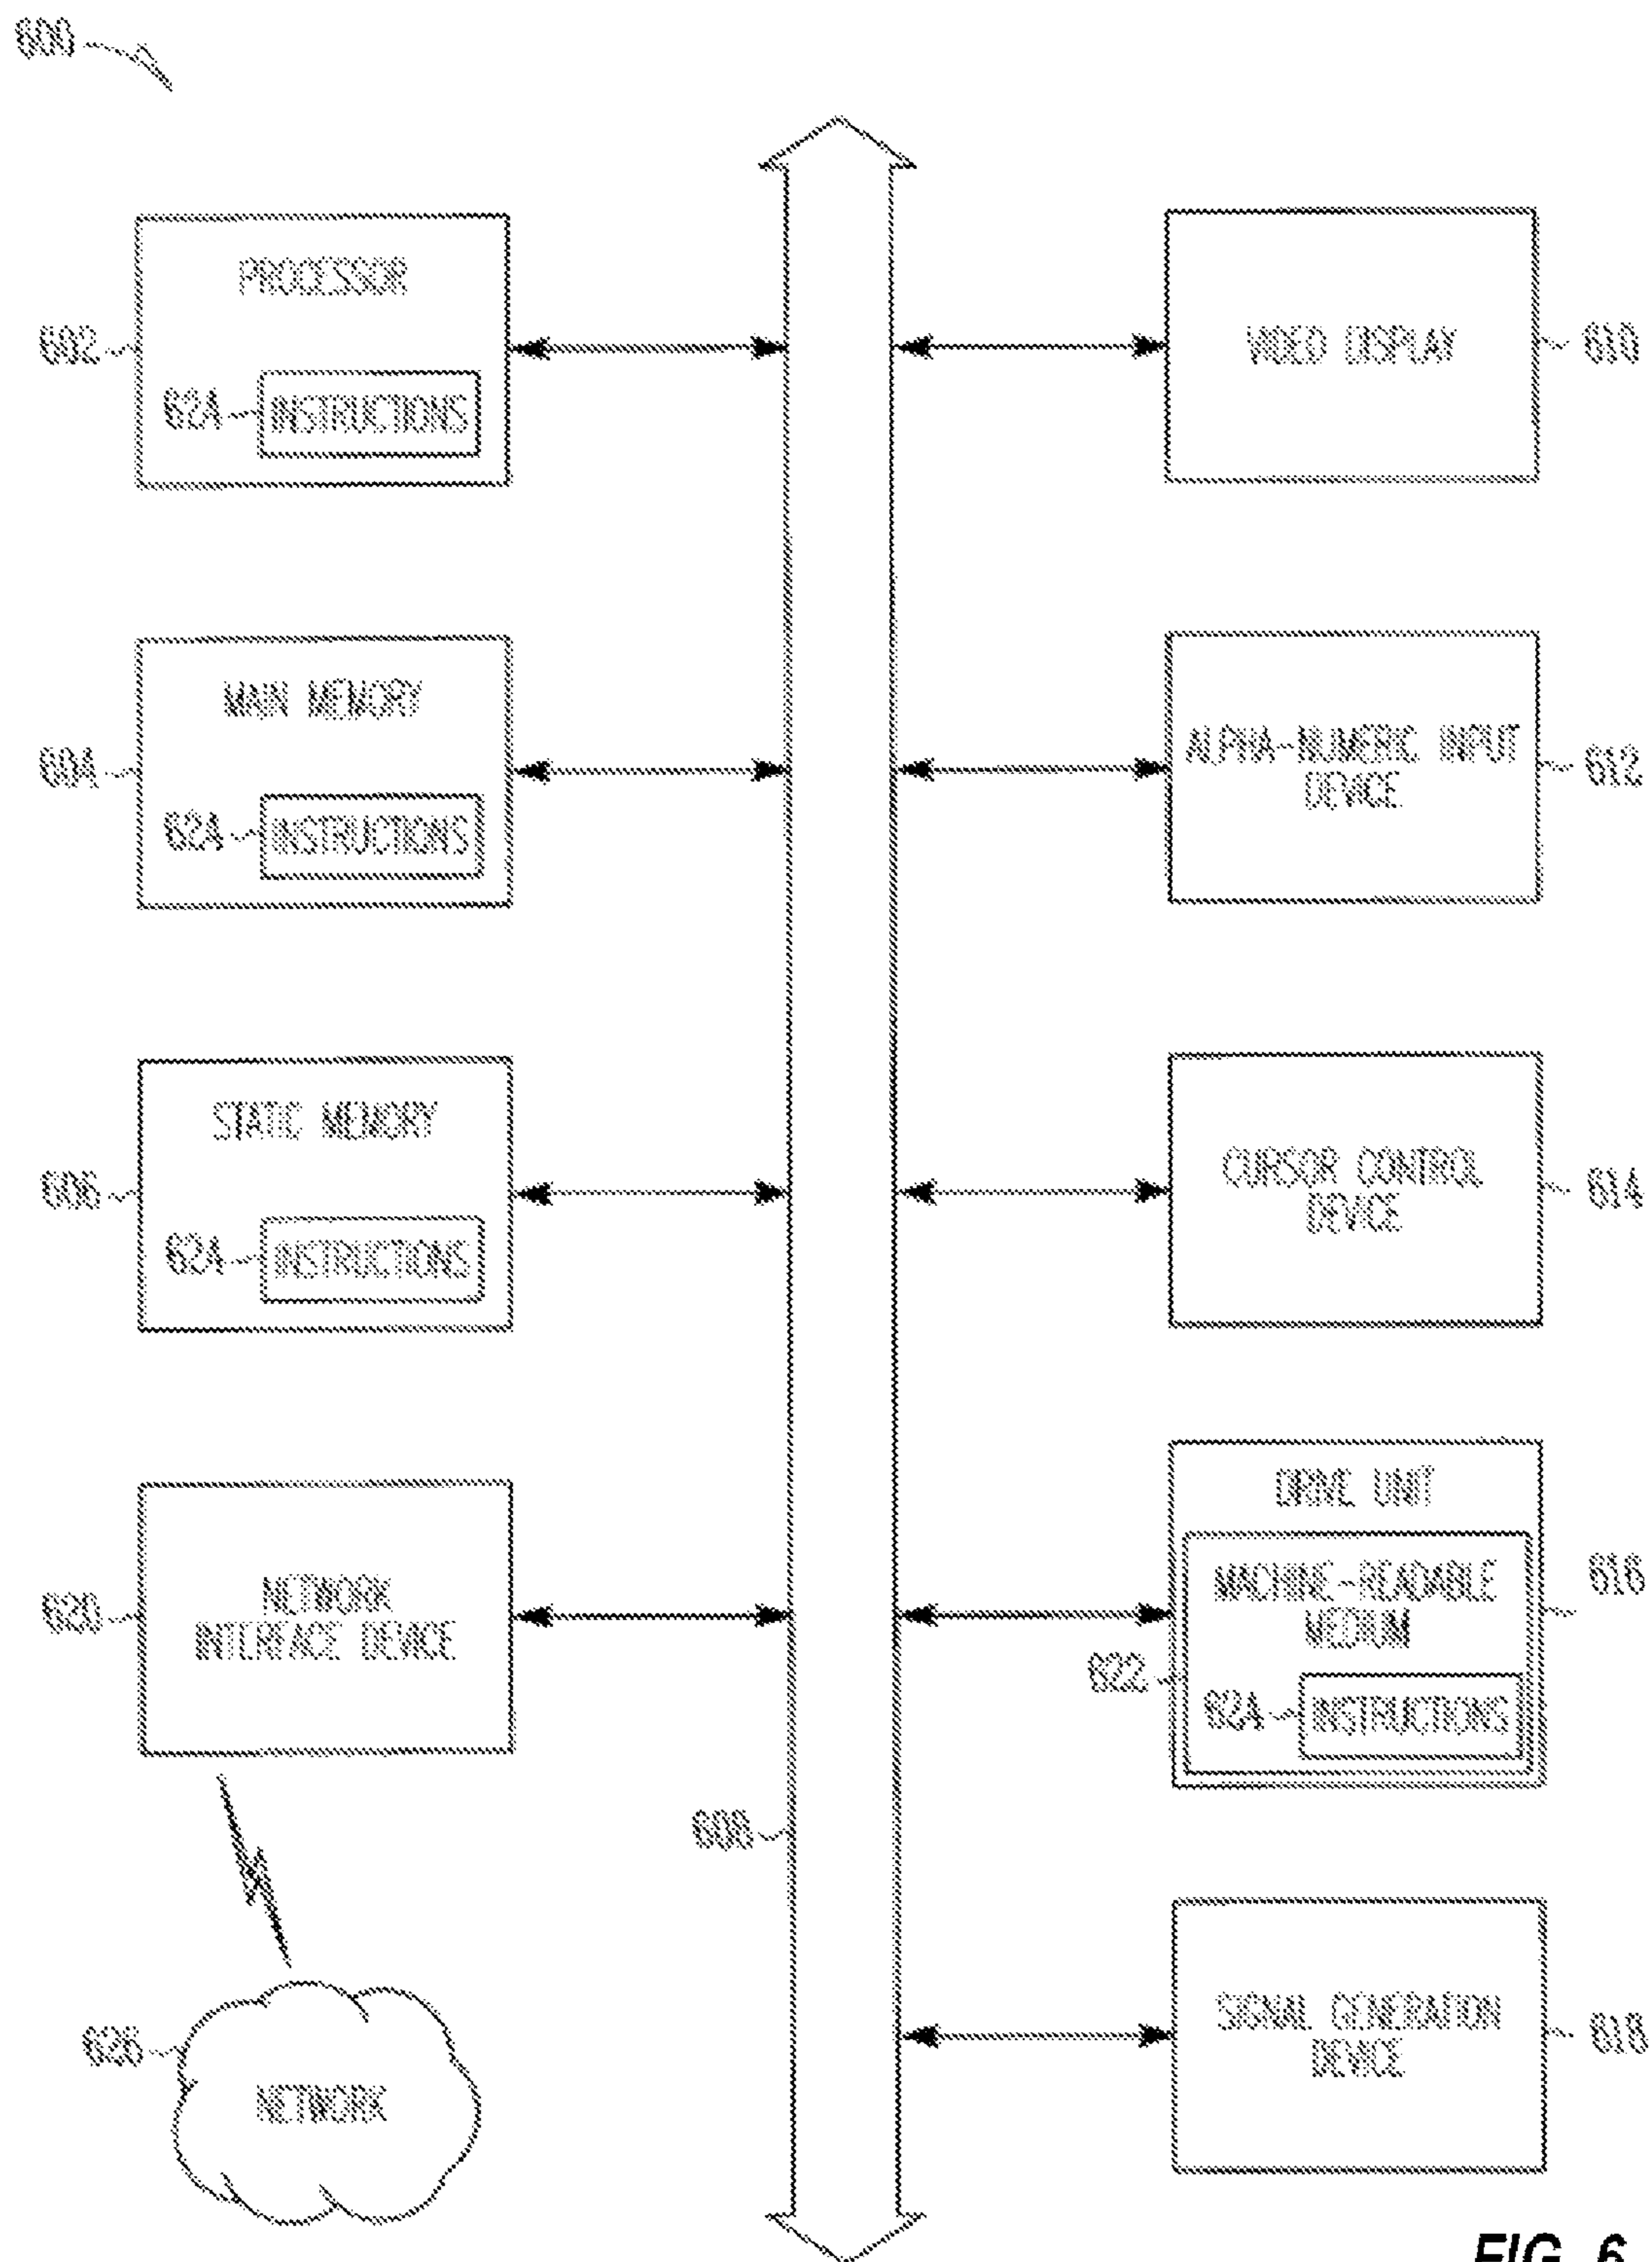 600
PROCESSOR
602
624
INSTRUCTIONS
VIDEO DISPLAY
610
MAIN MEMORY
604
624
INSTRUCTIONS
ALPHA-NUMERIC INPUT
DEVICE
612
STATIC MEMORY
606
624
INSTRUCTIONS
CURSOR CONTROL
DEVICE
614
NETWORK
INTERFACE DEVICE
620
DRIVE UNIT
MACHINE-READABLE
MEDIUM
616
622
624
INSTRUCTIONS
608
SIGNAL GENERATION
DEVICE
618
626
NETWORK
FIG. 6